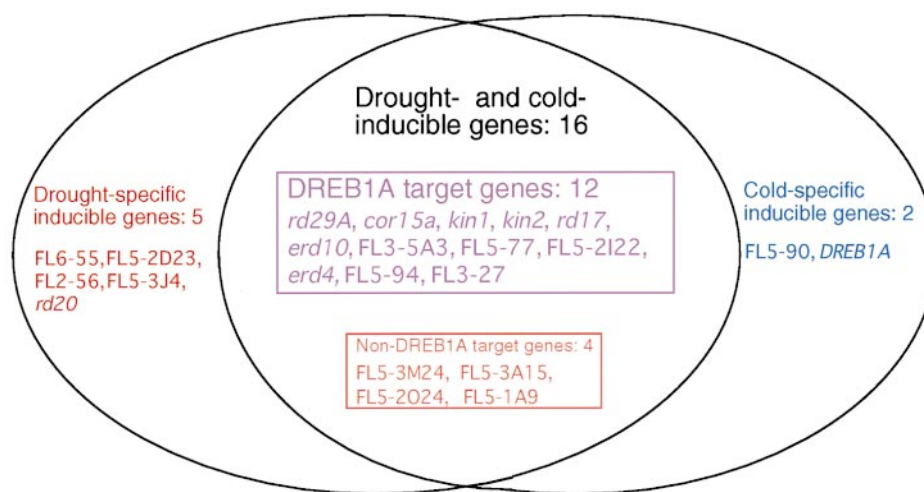 Drought- and cold-
inducible genes: 16
Drought-specific
inducible genes: 5
FL6-55, FL5-2D23,
FL2-56, FL5-3J4,
rd20
DREB1A target genes: 12
rd29A, cor15a, kin1, kin2, rd17,
erd10, FL3-5A3, FL5-77, FL5-2I22,
erd4, FL5-94, FL3-27
Non-DREB1A target genes: 4
FL5-3M24, FL5-3A15,
FL5-2O24, FL5-1A9
Cold-specific
inducible genes: 2
FL5-90, DREB1A